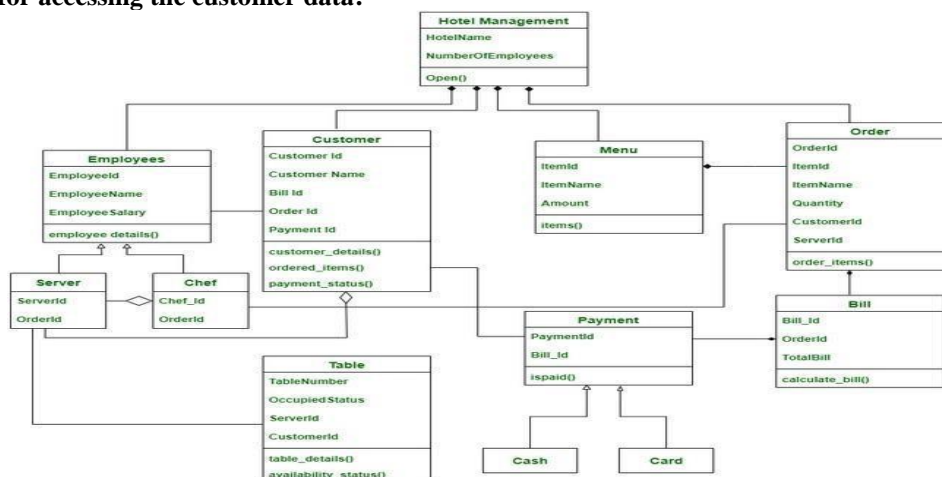 for accessing the customer data?
Hotel Management
HotelName
NumberOfEmployees
Open()
Employees
EmployeeId
EmployeeName
EmployeeSalary
employee details()
Customer
Customer Id
Customer Name
Bill Id
Order Id
Payment Id
customer_details()
ordered_items()
payment_status()
Menu
ItemId
ItemName
Amount
items()
Order
OrderId
ItemId
ItemName
Quantity
CustomerId
ServerId
order_items()
Server
ServerId
OrderId
Chef
Chef_Id
OrderId
Payment
PaymentId
Bill_Id
ispaid()
Bill
Bill_Id
OrderId
TotalBill
calculate_bill()
Table
TableNumber
OccupiedStatus
ServerId
CustomerId
table_details()
availability_status()
Cash
Card